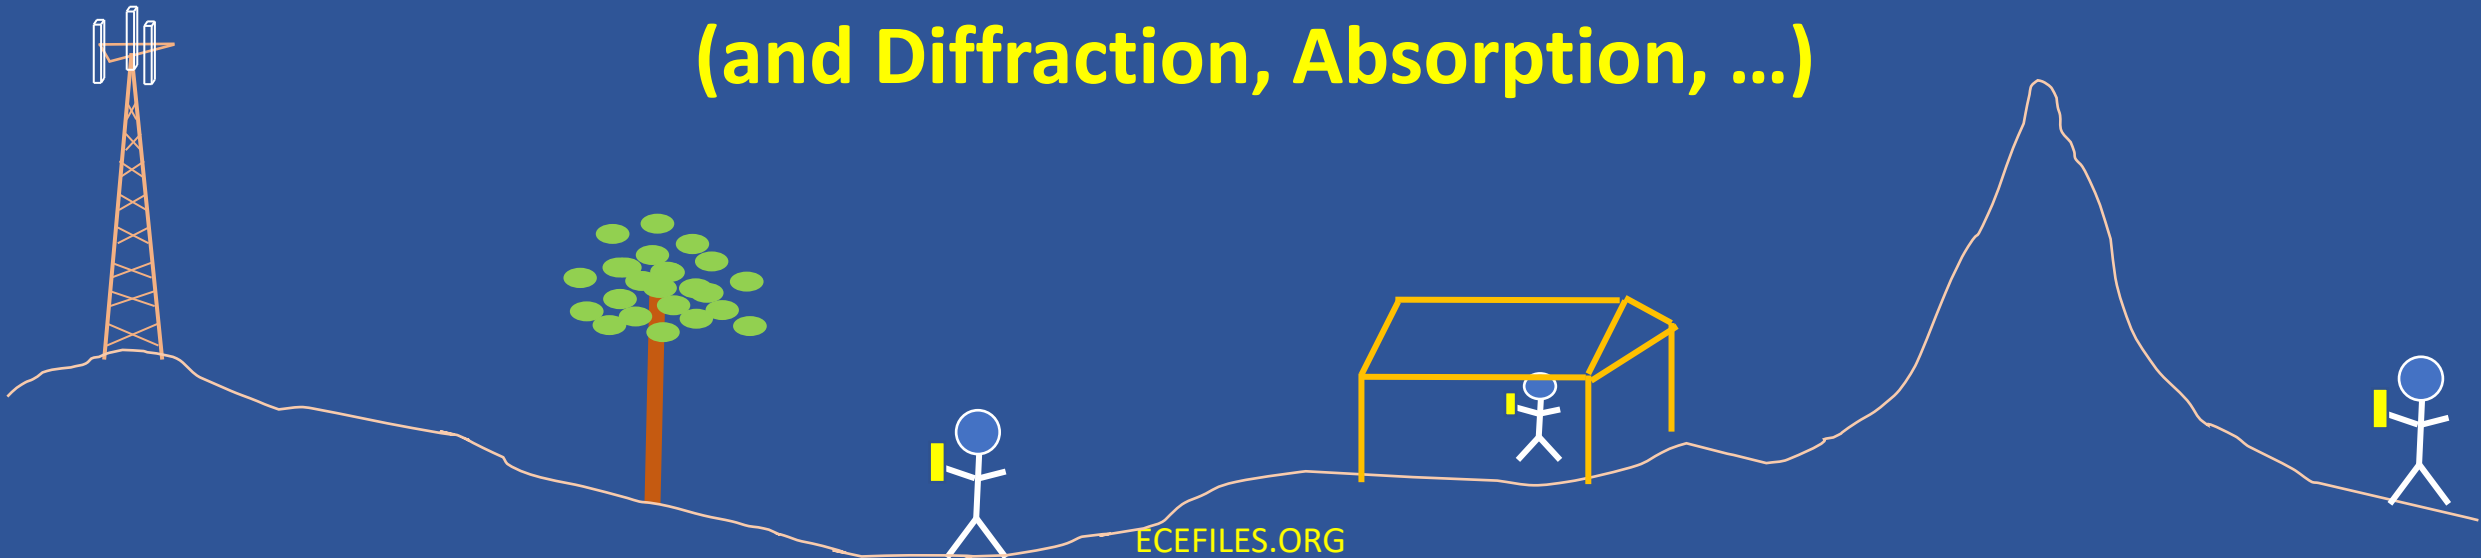 (and Diffraction, Absorption, …)
ECEFILES.ORG